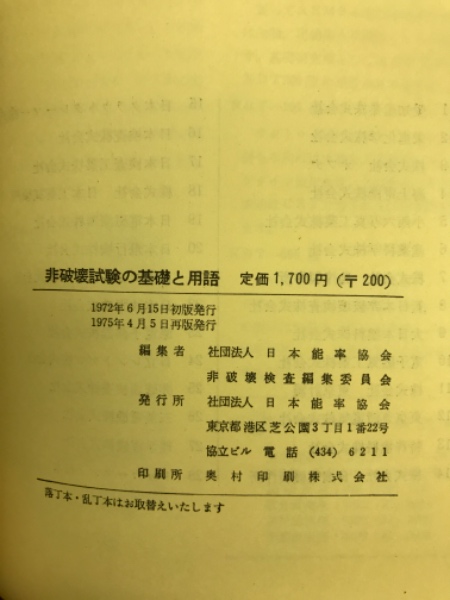 非破壊試験の基礎と用語 定価1,700円(〒200)
1972年6月15日初版発行
1975年4月5日再版発行
編集者 社団法人 日本能率協会
非破壊検査編集委員会
発行所 社団法人 日本能率協会
東京都港区芝公園3丁目1番22号
協立ビル 電話 (434) 6211
印刷所 奥村印刷株式会社
落丁本・乱丁本はお取替えいたします